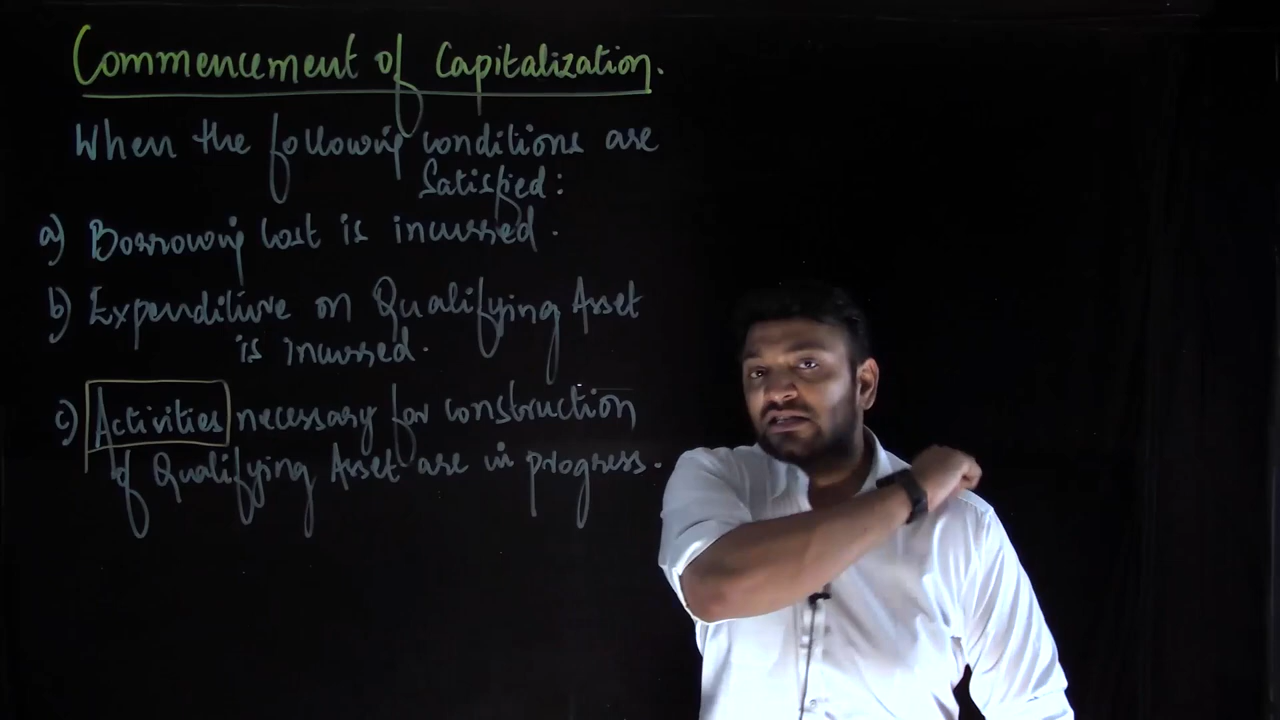 Commencement of Capitalization.
When the following conditions are
Satisfied:
a) Borrowing Cost is incurred.
b) Expenditure on Qualifying Asset
is incurred.
c) Activities necessary for construction
of Qualifying Asset are in progress.